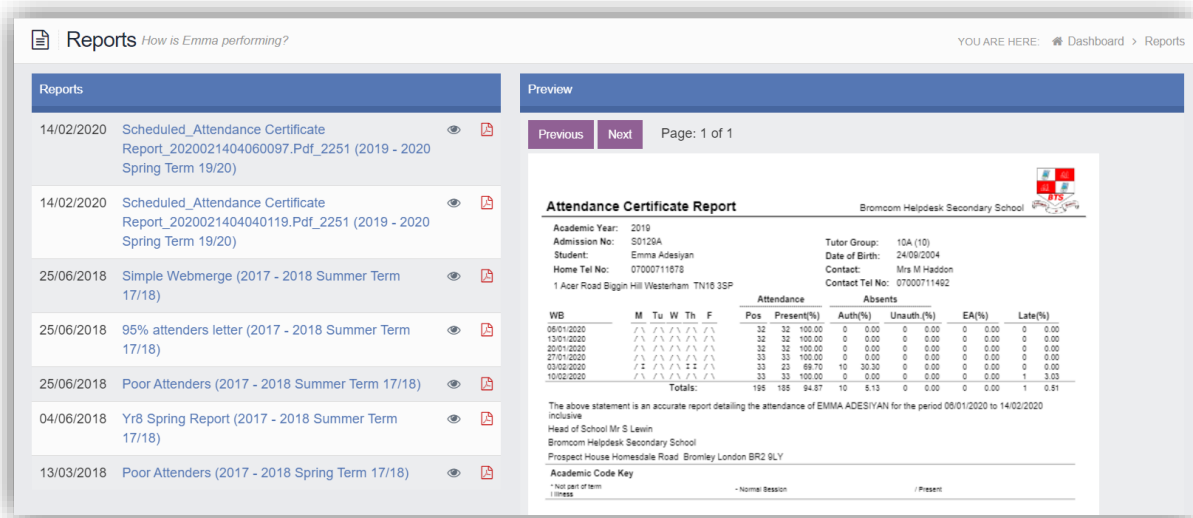 Reports How is Emma performing?
YOU ARE HERE: Dashboard > Reports
Reports
14/02/2020 Scheduled_Attendance Certificate
Report_2020021404060097.Pdf_2251 (2019 - 2020
Spring Term 19/20)
14/02/2020 Scheduled_Attendance Certificate
Report_2020021404040119.Pdf_2251 (2019 - 2020
Spring Term 19/20)
25/06/2018 Simple Webmerge (2017 - 2018 Summer Term
17/18)
25/06/2018 95% attenders letter (2017 - 2018 Summer Term
17/18)
25/06/2018 Poor Attenders (2017 - 2018 Summer Term 17/18)
04/06/2018 Yr8 Spring Report (2017 - 2018 Summer Term
17/18)
13/03/2018 Poor Attenders (2017 - 2018 Spring Term 17/18)
Preview
Previous Next Page: 1 of 1
BTS
Attendance Certificate Report Bromcom Helpdesk Secondary School
Academic Year: 2019
Admission No: S0129A Tutor Group: 10A (10)
Student: Emma Adesiyan Date of Birth: 24/09/2004
Home Tel No: 07000711678 Contact: Mrs M Haddon
1 Acer Road Biggin Hill Westerham TN16 3SP Contact Tel No: 07000711492
Attendance Absents
WB M Tu W Th F Pos Present(%) Auth(%) Unauth.(%) EA(%) Late(%)
06/01/2020 / \ / \ / \ / \ / \ 32 32 100.00 0 0.00 0 0.00 0 0.00 0 0.00
13/01/2020 / \ / \ / \ / \ / \ 32 32 100.00 0 0.00 0 0.00 0 0.00 0 0.00
20/01/2020 / \ / \ / \ / \ / \ 32 32 100.00 0 0.00 0 0.00 0 0.00 0 0.00
27/01/2020 / \ / \ / \ / \ / \ 33 33 100.00 0 0.00 0 0.00 0 0.00 0 0.00
03/02/2020 / I / \ / \ I I / \ 33 23 69.70 10 30.30 0 0.00 0 0.00 0 0.00
10/02/2020 / \ / \ / \ / \ / \ 33 33 100.00 0 0.00 0 0.00 0 0.00 1 3.03
Totals: 195 185 94.87 10 5.13 0 0.00 0 0.00 1 0.51
The above statement is an accurate report detailing the attendance of EMMA ADESIYAN for the period 06/01/2020 to 14/02/2020
inclusive
Head of School Mr S Lewin
Bromcom Helpdesk Secondary School
Prospect House Homesdale Road Bromley London BR2 9LY
Academic Code Key
* Not part of term - Normal Session / Present
I Illness